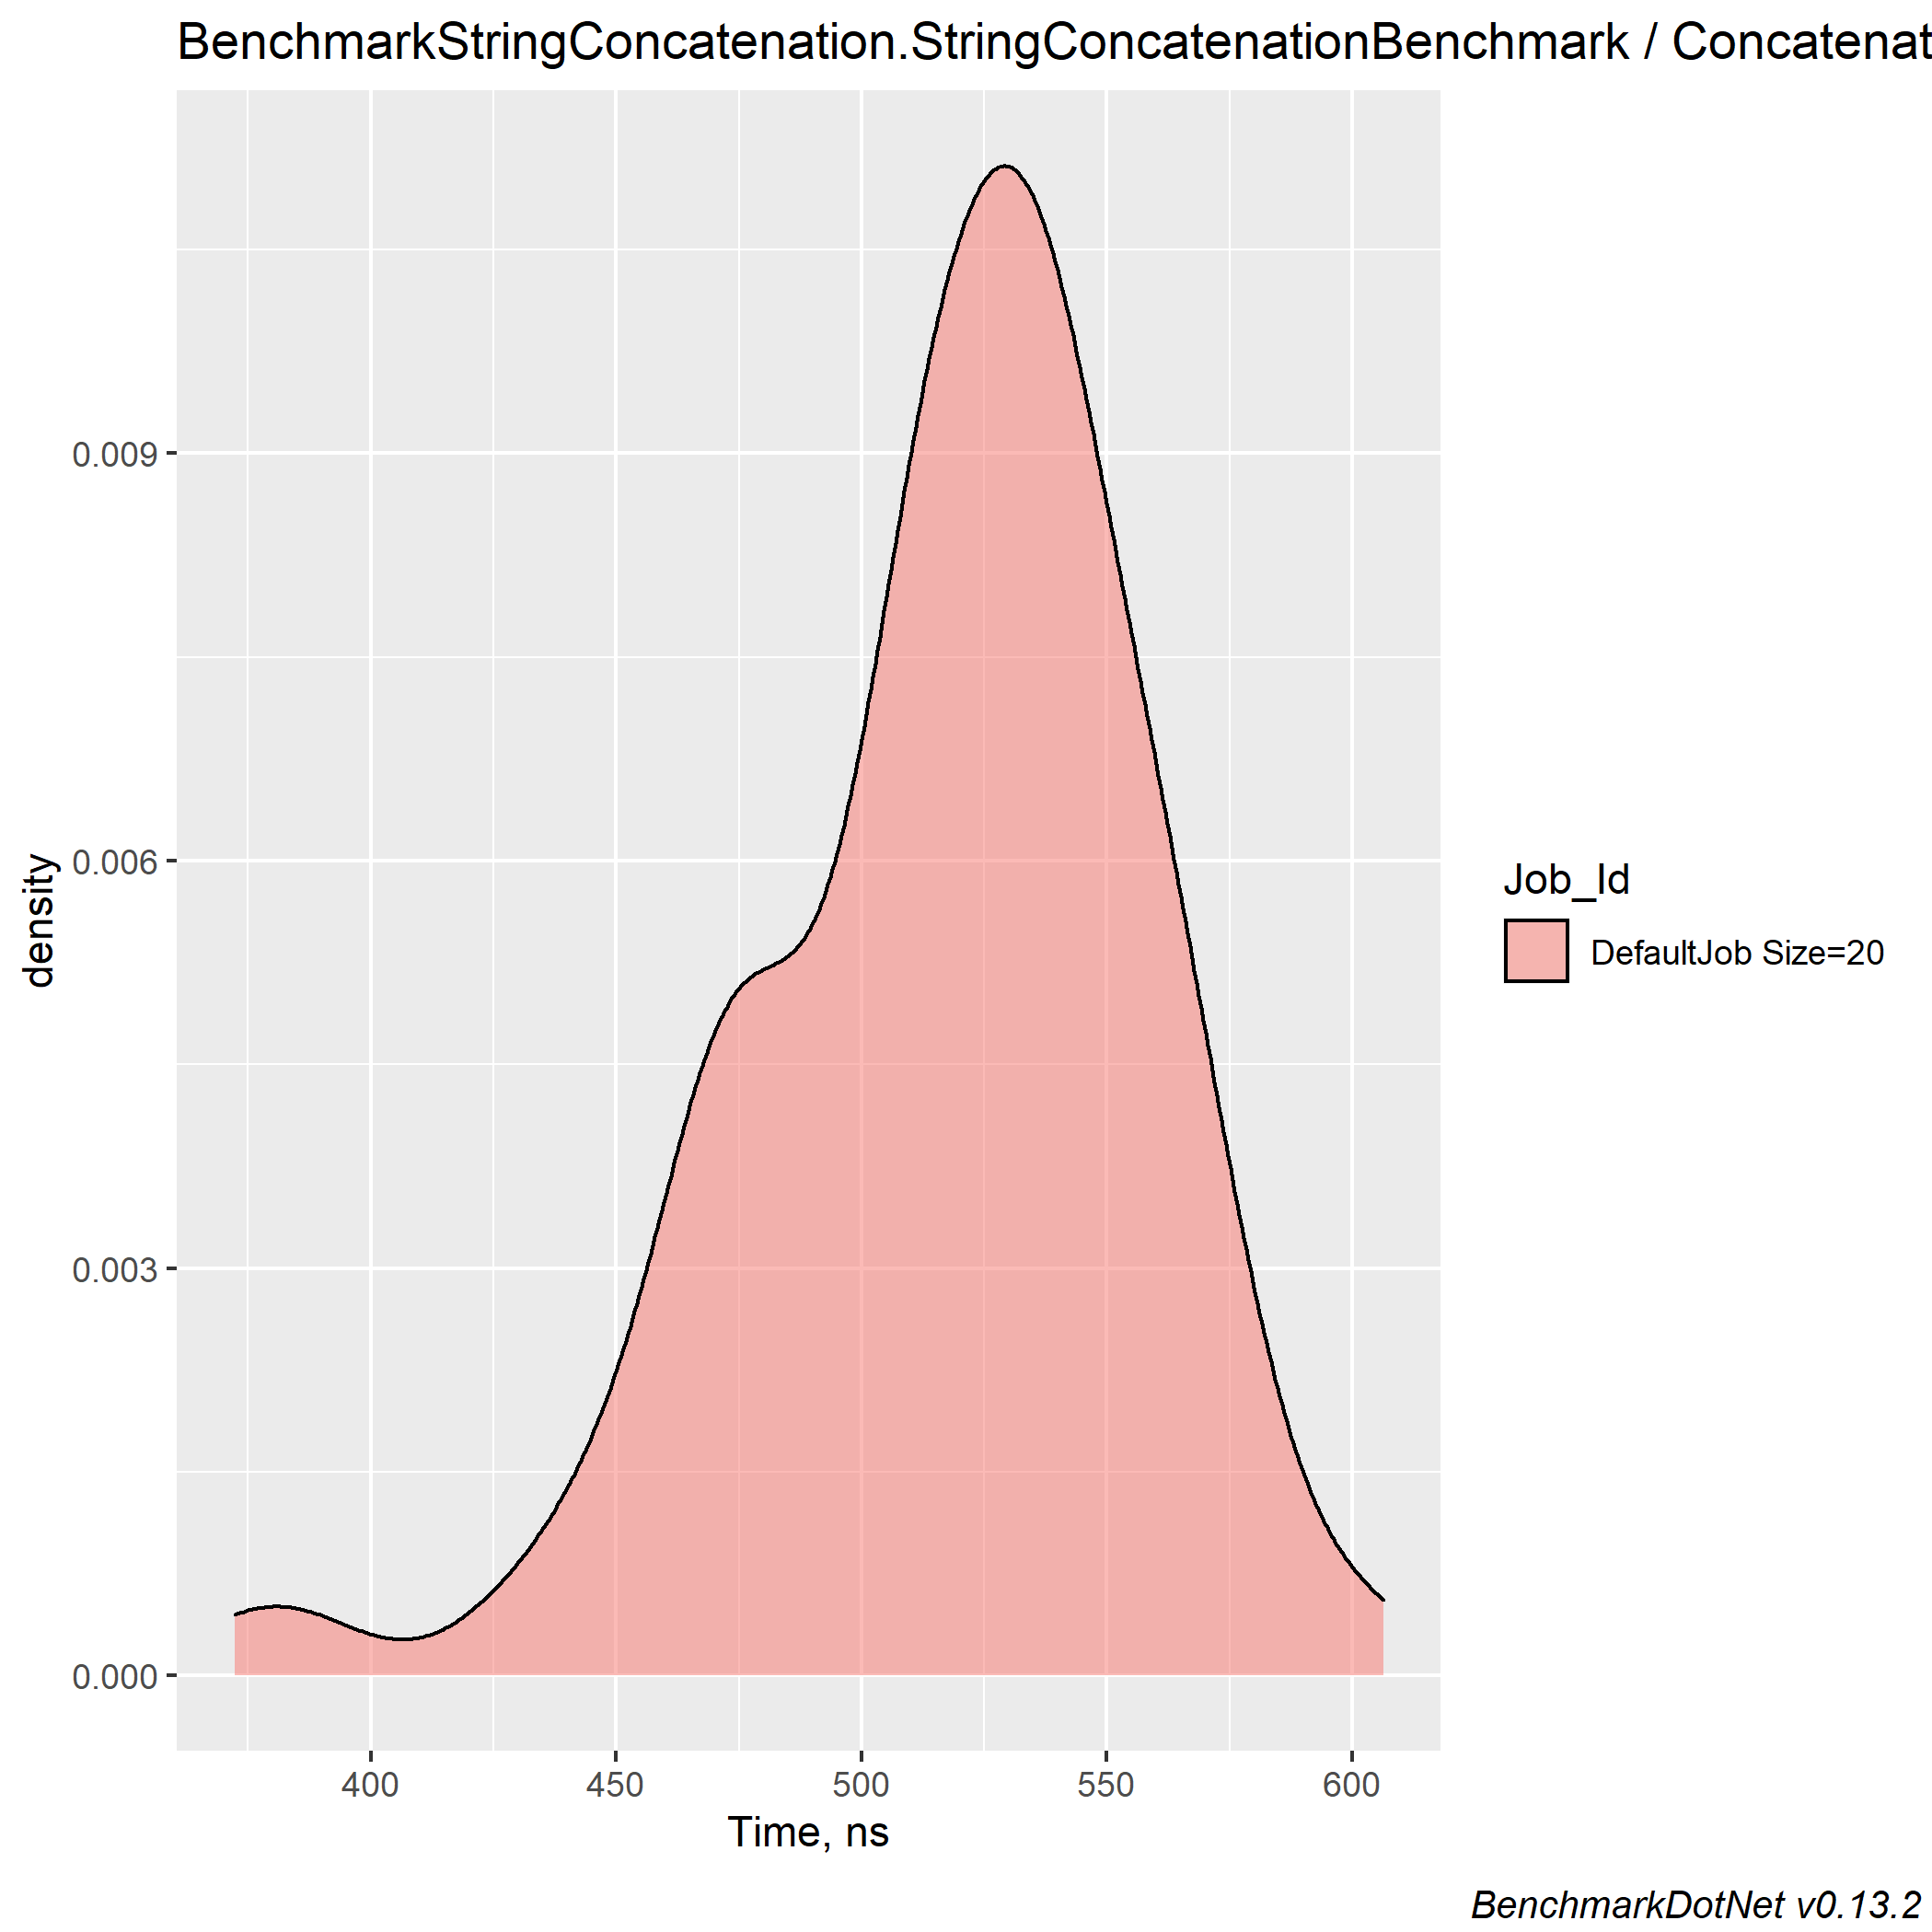 BenchmarkStringConcatenation.StringConcatenationBenchmark / Concatenat
0.009
0.006
0.003
0.000
density
400 450 500 550 600
Time, ns
Job_Id
DefaultJob Size=20
BenchmarkDotNet v0.13.2